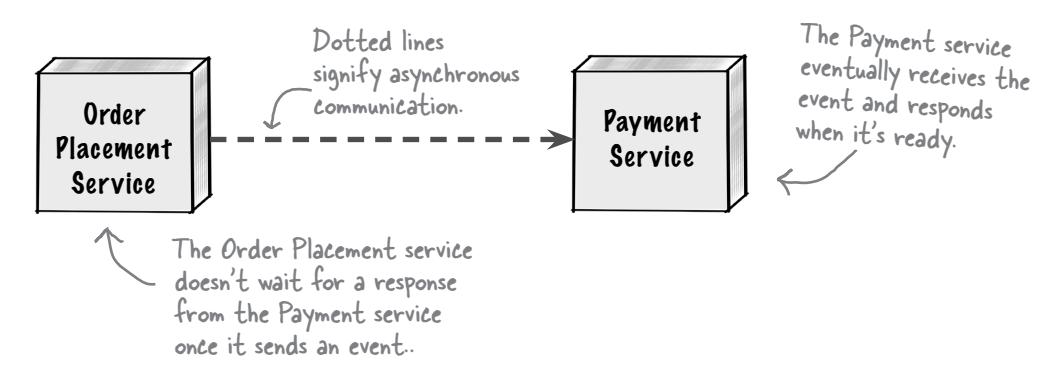 Order
Placement
Service
Dotted lines
signify asynchronous
communication.
Payment
Service
The Payment service
eventually receives the
event and responds
when it's ready.
The Order Placement service
doesn't wait for a response
from the Payment service
once it sends an event..